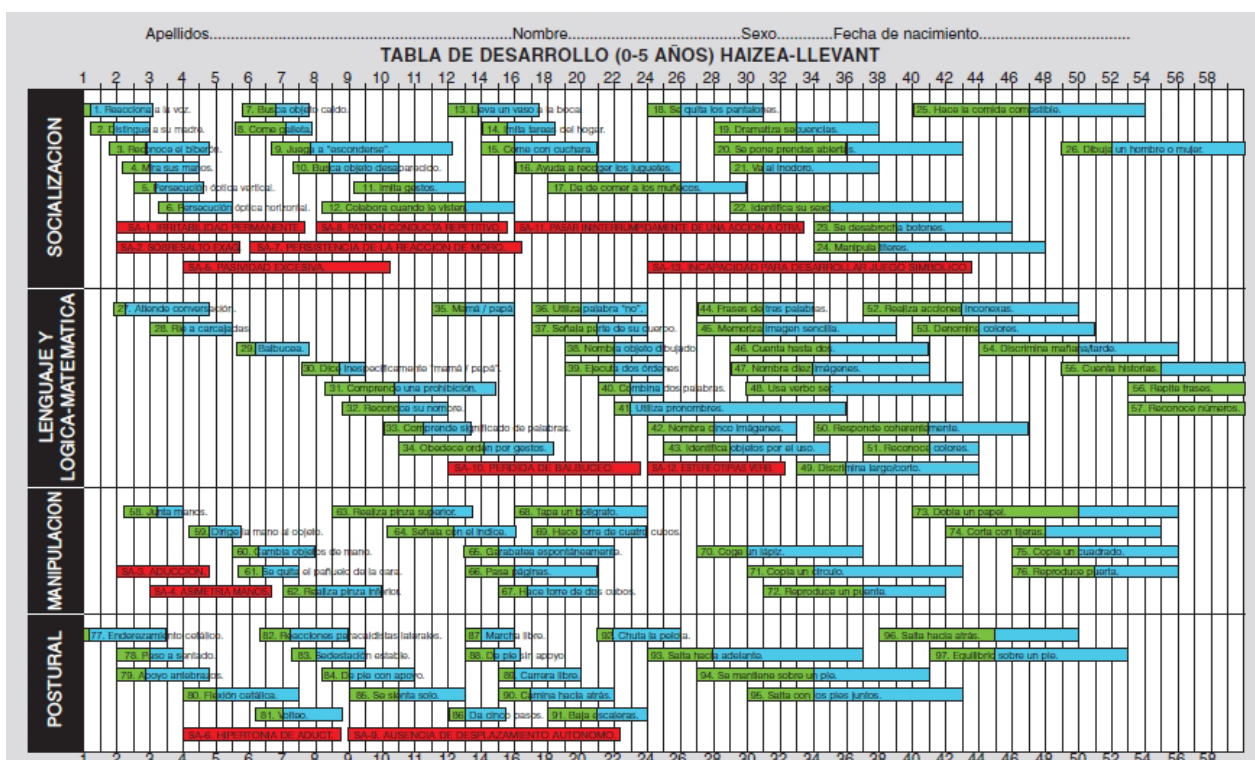 Apellidos..........Nombre..........Sexo..........Fecha de nacimiento..........
TABLA DE DESARROLLO (0-5 AÑOS) HAIZEA-LLEVANT
1 2 3 4 5 6 7 8 9 10 11 12 13 14 16 18 20 22 24 26 28 30 32 34 36 38 40 42 44 46 48 50 52 54 56 58
SOCIALIZACION
1. Reacciona a la voz.
7. Busca objeto caído.
13. Lleva un vaso a la boca.
18. Se quita los pantalones.
25. Hace la comida comestible.
2. Distingue a su madre.
8. Come galleta.
14. Imita tareas del hogar.
19. Dramatiza secuencias.
3. Reconoce el biberón.
9. Juega a "esconderse".
15. Come con cuchara.
20. Se pone prendas abiertas.
26. Dibuja un hombre o mujer.
4. Mira sus manos.
10. Busca objeto desaparecido.
16. Ayuda a recoger los juguetes.
21. Va al inodoro.
5. Persecución óptica vertical.
11. Imita gestos.
17. Da de comer a los muñecos.
6. Persecución óptica horizontal.
12. Colabora cuando le visten.
22. Identifica su sexo.
SA-1. IRRITABILIDAD PERMANENTE.
SA-8. PATRON CONDUCTA REPETITIVO.
SA-11. PASAR ININTERRUMPIDAMENTE DE UNA ACCION A OTRA.
23. Se desabrocha botones.
SA-2. SOBRESALTO EXAG.
SA-7. PERSISTENCIA DE LA REACCION DE MORO.
24. Manipula títeres.
SA-5. PASIVIDAD EXCESIVA.
SA-13. INCAPACIDAD PARA DESARROLLAR JUEGO SIMBOLICO.
LENGUAJE Y
LOGICA-MATEMATICA
27. Atiende conversación.
35. Mamá / papá
36. Utiliza palabra "no".
44. Frases de tres palabras.
52. Realiza acciones inconexas.
28. Ríe a carcajadas.
37. Señala parte de su cuerpo.
45. Memoriza imagen sencilla.
53. Denomina colores.
29. Balbucea.
38. Nombra objeto dibujado
46. Cuenta hasta dos.
54. Discrimina mañana/tarde.
30. Dice inespecíficamente "mamá / papá".
39. Ejecuta dos órdenes
47. Nombra diez imágenes.
55. Cuenta historias.
31. Comprende una prohibición.
40. Combina dos palabras.
48. Usa verbo ser.
56. Repite frases.
32. Reconoce su nombre.
41 Utiliza pronombres.
57. Reconoce números.
33. Comprende significado de palabras.
42. Nombra cinco imágenes.
50. Responde coherentemente.
34. Obedece orden por gestos.
43. Identifica objetos por el uso.
51. Reconoce colores.
SA-10. PERDIDA DE BALBUCEO.
SA-12. ESTEREOTIPIAS VERB.
49. Discrimina largo/corto.
MANIPULACION
58. Junta manos.
63. Realiza pinza superior.
68. Tapa un bolígrafo.
73. Dobla un papel.
59. Dirige la mano al objeto.
64. Señala con el índice.
69. Hace torre de cuatro cubos.
74. Corta con tijeras.
60. Cambia objetos de mano.
65. Garabatea espontáneamente.
70. Coge un lápiz.
75. Copia un cuadrado.
SA-3. ADUCCION.
61. Se quita el pañuelo de la cara.
66. Pasa páginas.
71. Copia un círculo.
76. Reproduce puerta.
SA-4. ASIMETRIA MANOS.
62. Realiza pinza inferior.
67. Hace torre de dos cubos.
72. Reproduce un puente.
POSTURAL
77. Enderezamiento cefálico.
82. Reacciones paracaidistas laterales.
87 Marcha libre.
92. Chuta la pelota.
96. Salta hacia atrás.
78. Paso a sentado.
83. Sedestación estable.
88. De pie sin apoyo
93. Salta hacia adelante.
97. Equilibrio sobre un pie.
79. Apoyo antebrazos.
84. De pie con apoyo.
89. Carrera libre.
94. Se mantiene sobre un pie.
80. Flexión cefálica.
85. Se sienta solo.
90. Camina hacia atrás.
95. Salta con los pies juntos.
81. Volteo.
86 Da cinco pasos.
91. Baja escaleras.
SA-6. HIPERTONIA DE ADUCT.
SA-9. AUSENCIA DE DESPLAZAMIENTO AUTONOMO.
1 2 3 4 5 6 7 8 9 10 11 12 13 14 16 18 20 22 24 26 28 30 32 34 36 38 40 42 44 46 48 50 52 54 56 58